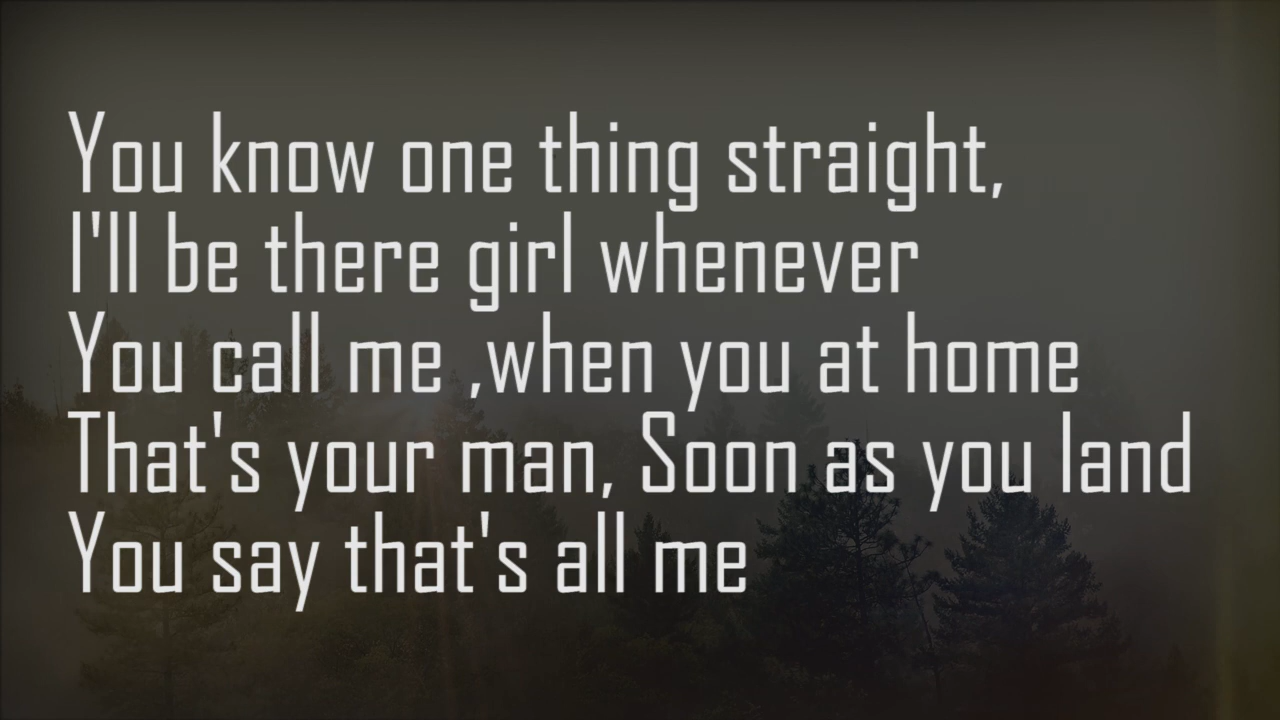 You know one thing straight,
I'll be there girl whenever
You call me ,when you at home
That's your man, Soon as you land
You say that's all me